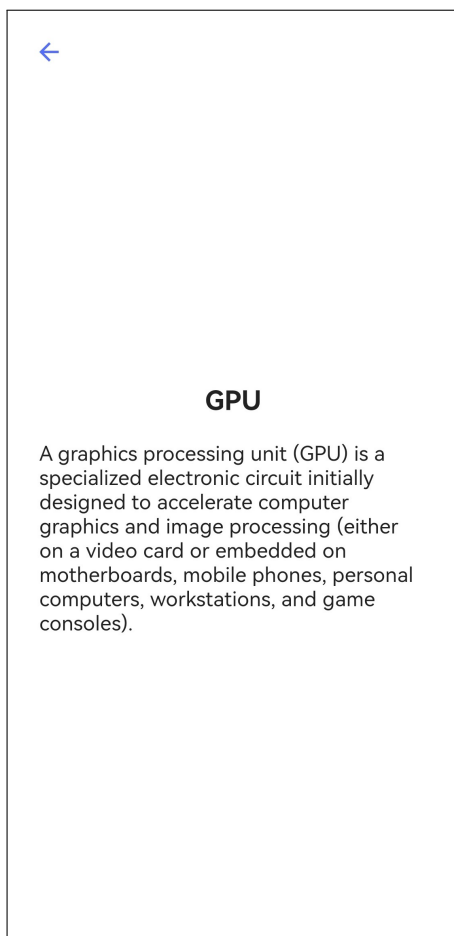 GPU
A graphics processing unit (GPU) is a
specialized electronic circuit initially
designed to accelerate computer
graphics and image processing (either
on a video card or embedded on
motherboards, mobile phones, personal
computers, workstations, and game
consoles).